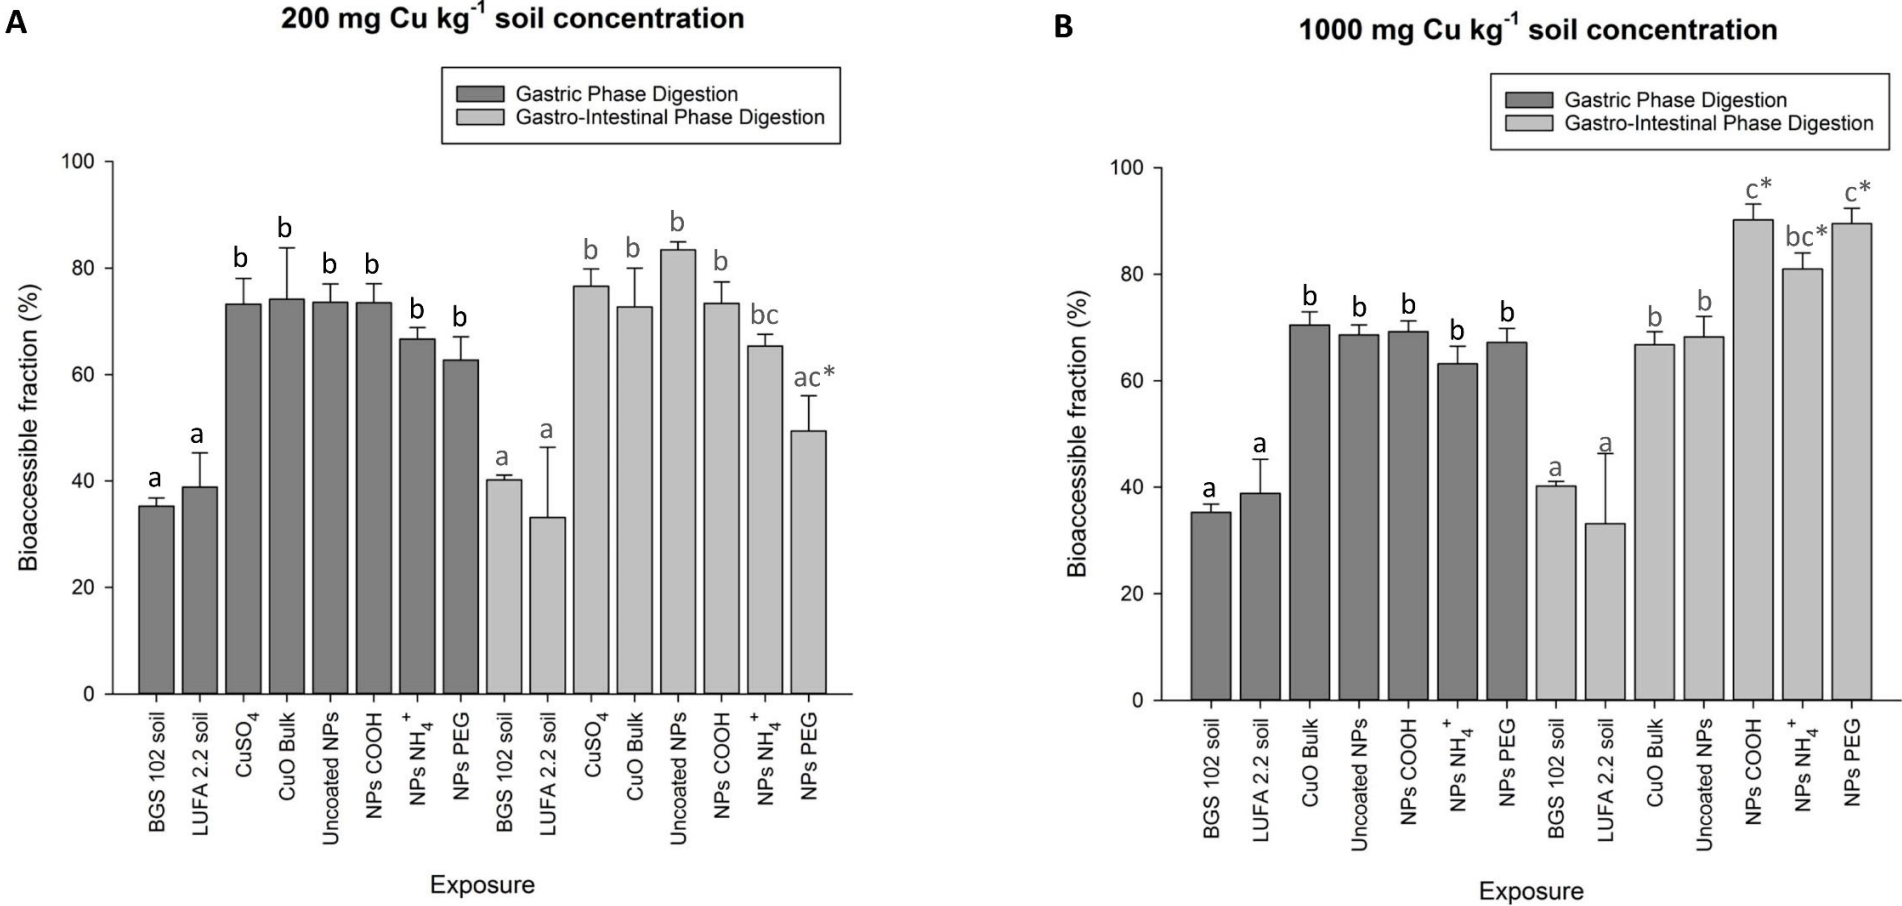 A
200 mg Cu kg-1 soil concentration
Gastric Phase Digestion
Gastro-Intestinal Phase Digestion
Bioaccessible fraction (%)
100
80
60
40
20
0
a
a
b
b
b
b
b
b
a
a
b
b
b
b
bc
ac*
BGS 102 soil
LUFA 2.2 soil
CuSO4
CuO Bulk
Uncoated NPs
NPs COOH
NPs NH4+
NPs PEG
BGS 102 soil
LUFA 2.2 soil
CuSO4
CuO Bulk
Uncoated NPs
NPs COOH
NPs NH4+
NPs PEG
Exposure
B
1000 mg Cu kg-1 soil concentration
Gastric Phase Digestion
Gastro-Intestinal Phase Digestion
Bioaccessible fraction (%)
100
80
60
40
20
0
a
a
b
b
b
b
b
a
a
b
b
c*
bc*
c*
BGS 102 soil
LUFA 2.2 soil
CuO Bulk
Uncoated NPs
NPs COOH
NPs NH4+
NPs PEG
BGS 102 soil
LUFA 2.2 soil
CuO Bulk
Uncoated NPs
NPs COOH
NPs NH4+
NPs PEG
Exposure